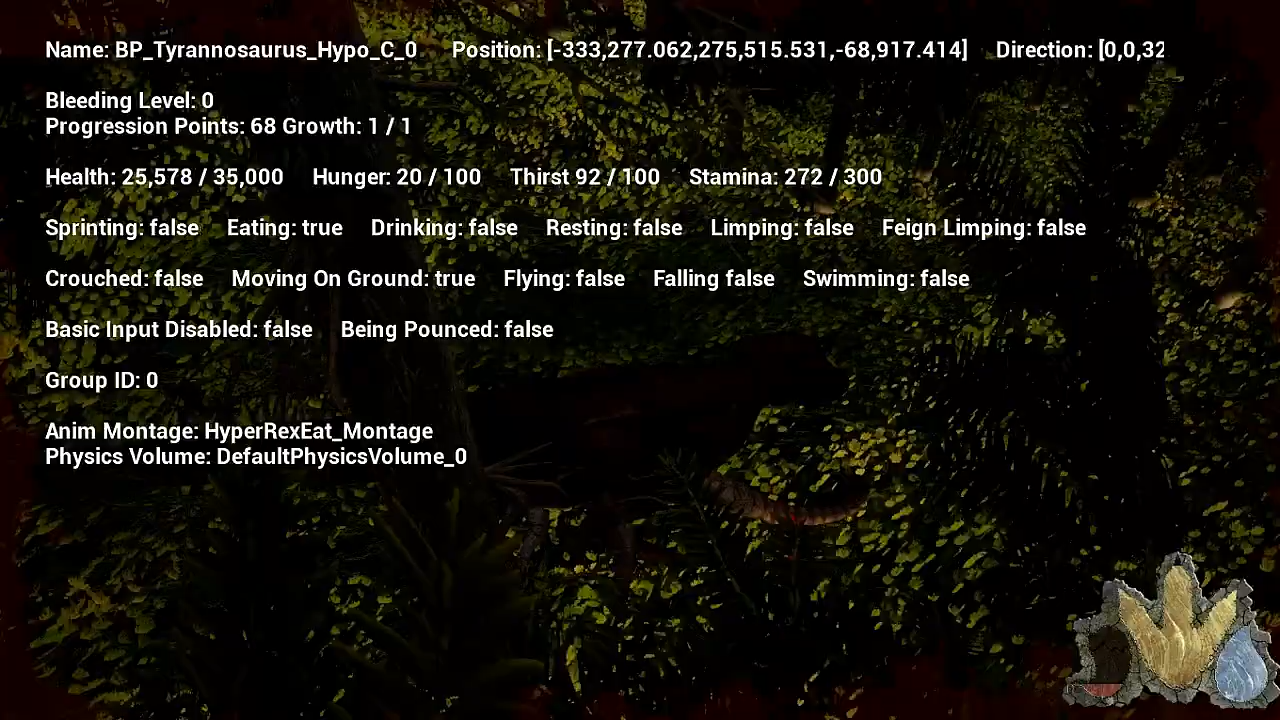 Name: BP_Tyrannosaurus_Hypo_C_0 Position: [-333,277.062,275,515.531,-68,917.414] Direction: [0,0,32
Bleeding Level: 0
Progression Points: 68 Growth: 1 / 1
Health: 25,578 / 35,000 Hunger: 20 / 100 Thirst 92 / 100 Stamina: 272 / 300
Sprinting: false Eating: true Drinking: false Resting: false Limping: false Feign Limping: false
Crouched: false Moving On Ground: true Flying: false Falling false Swimming: false
Basic Input Disabled: false Being Pounced: false
Group ID: 0
Anim Montage: HyperRexEat_Montage
Physics Volume: DefaultPhysicsVolume_0